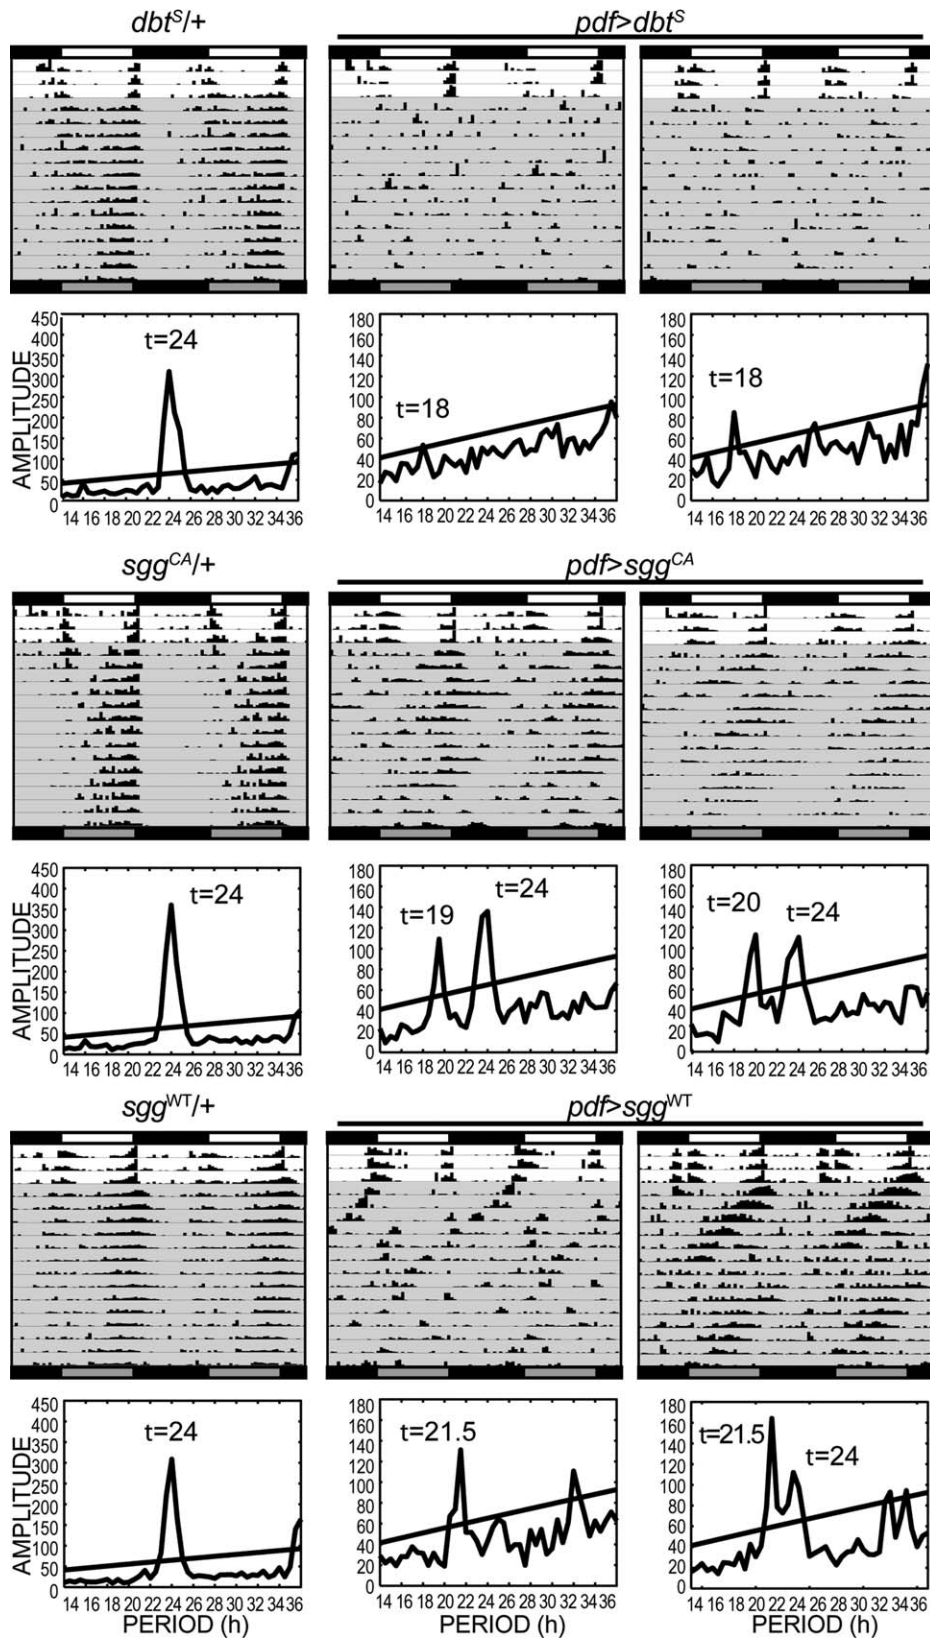 dbtS/+ pdf>dbtS
450 400 350 300 250 200 150 100 50 0
AMPLITUDE
t=24
14 16 18 20 22 24 26 28 30 32 34 36
180 160 140 120 100 80 60 40 20 0
t=18
14 16 18 20 22 24 26 28 30 32 34 36
180 160 140 120 100 80 60 40 20 0
t=18
14 16 18 20 22 24 26 28 30 32 34 36
sggCA/+ pdf>sggCA
450 400 350 300 250 200 150 100 50 0
AMPLITUDE
t=24
14 16 18 20 22 24 26 28 30 32 34 36
180 160 140 120 100 80 60 40 20 0
t=19 t=24
14 16 18 20 22 24 26 28 30 32 34 36
180 160 140 120 100 80 60 40 20 0
t=20 t=24
14 16 18 20 22 24 26 28 30 32 34 36
sggWT/+ pdf>sggWT
450 400 350 300 250 200 150 100 50 0
AMPLITUDE
t=24
14 16 18 20 22 24 26 28 30 32 34 36
PERIOD (h)
180 160 140 120 100 80 60 40 20 0
t=21.5
14 16 18 20 22 24 26 28 30 32 34 36
PERIOD (h)
180 160 140 120 100 80 60 40 20 0
t=21.5 t=24
14 16 18 20 22 24 26 28 30 32 34 36
PERIOD (h)